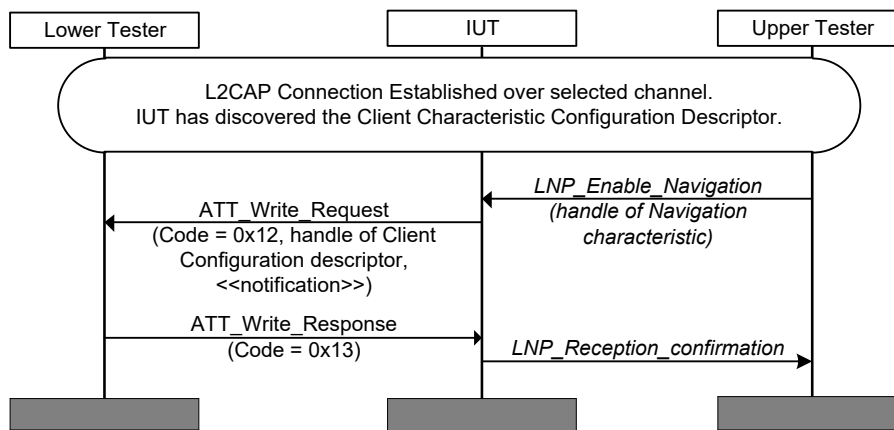 Lower Tester
IUT
Upper Tester
L2CAP Connection Established over selected channel.
IUT has discovered the Client Characteristic Configuration Descriptor.
LNP_Enable_Navigation
(handle of Navigation
characteristic)
ATT_Write_Request
(Code = 0x12, handle of Client
Configuration descriptor,
<<notification>>)
ATT_Write_Response
(Code = 0x13)
LNP_Reception_confirmation